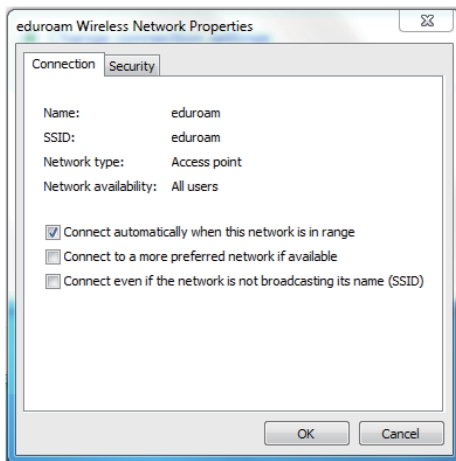 eduroam Wireless Network Properties
Connection Security
Name: eduroam
SSID: eduroam
Network type: Access point
Network availability: All users
Connect automatically when this network is in range
Connect to a more preferred network if available
Connect even if the network is not broadcasting its name (SSID)
OK Cancel